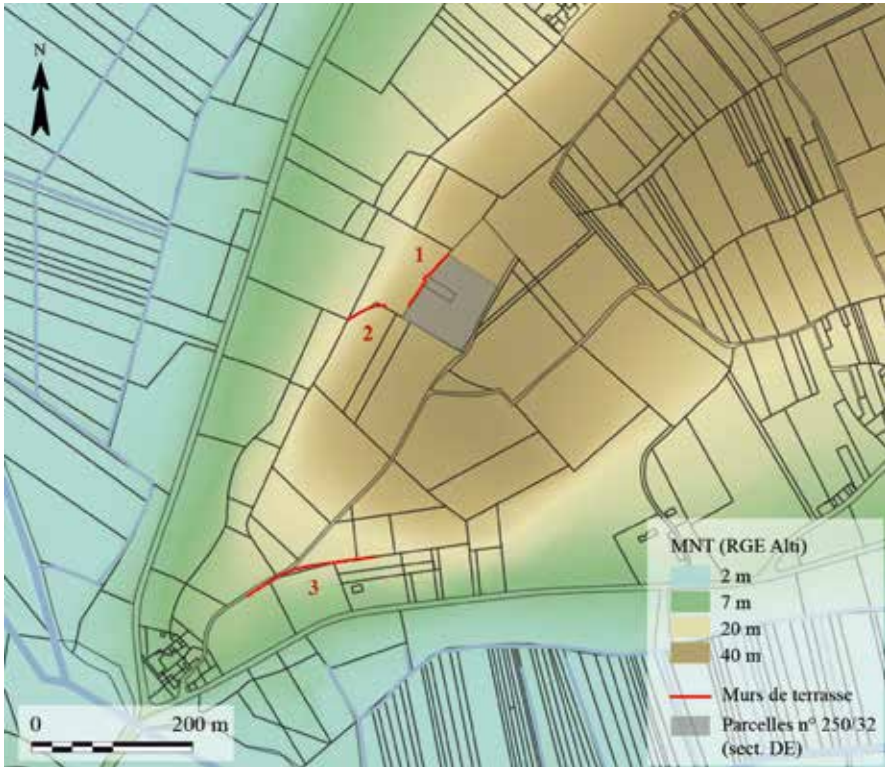 N
1
2
3
MNT (RGE Alti)
2 m
7 m
20 m
40 m
Murs de terrasse
Parcelles n° 250/32
(sect. DE)
0 200 m